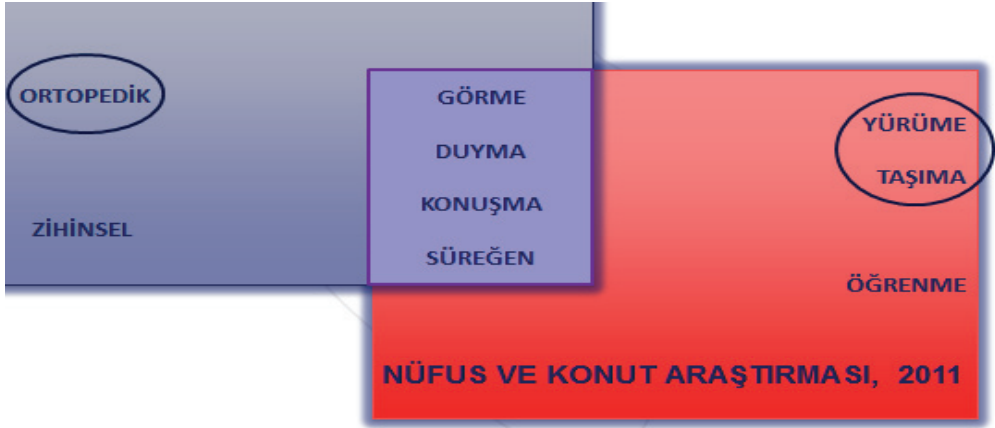 ORTOPEDİK
ZİHİNSEL
GÖRME
DUYMA
KONUŞMA
SÜREĞEN
YÜRÜME
TAŞIMA
ÖĞRENME
NÜFUS VE KONUT ARAŞTIRMASI, 2011